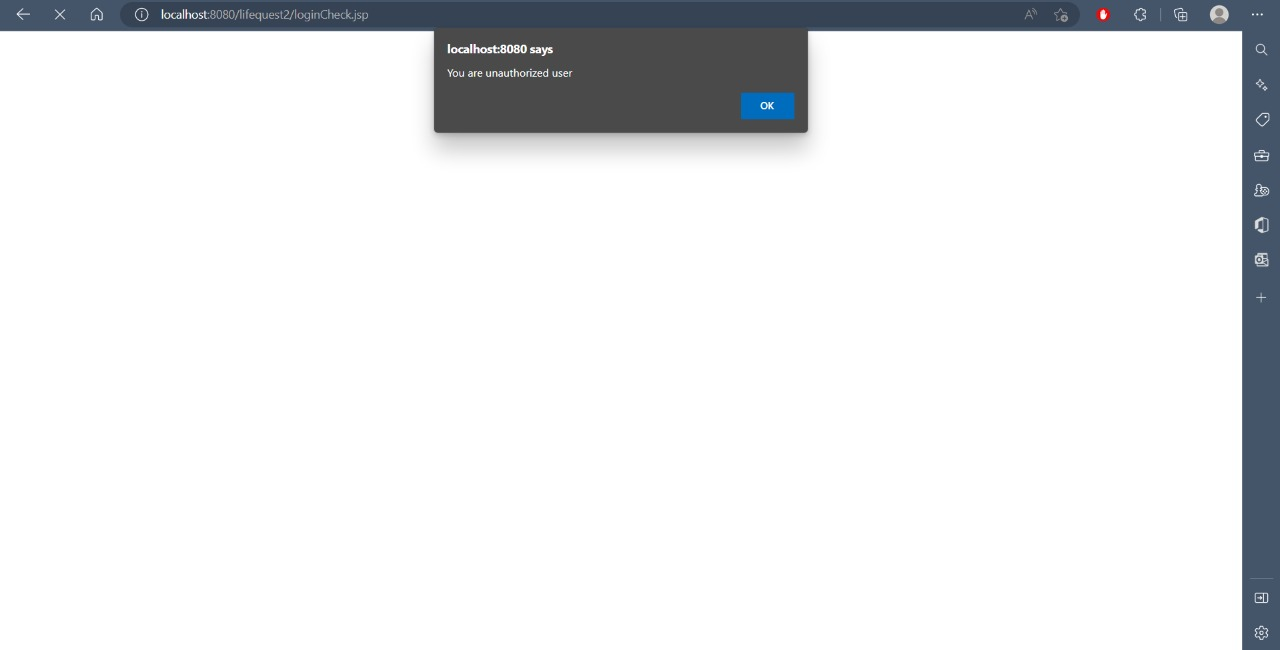 localhost:8080/lifequest2/loginCheck.jsp
localhost:8080 says
You are unauthorized user
OK